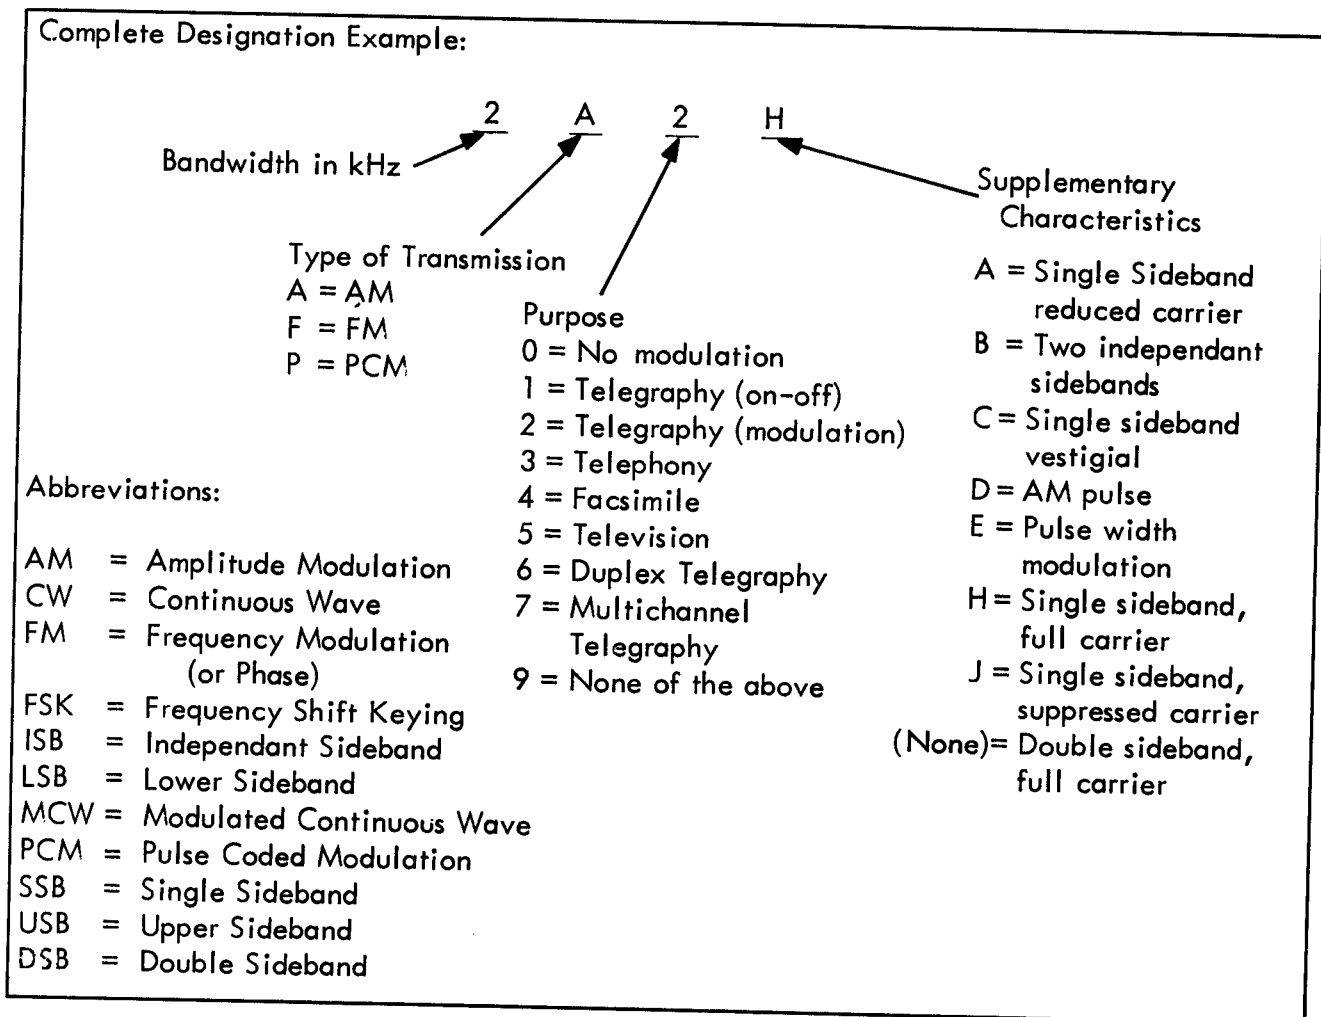 Complete Designation Example:
2 A 2 H
Bandwidth in kHz
Type of Transmission
A = AM
F = FM
P = PCM
Purpose
0 = No modulation
1 = Telegraphy (on-off)
2 = Telegraphy (modulation)
3 = Telephony
4 = Facsimile
5 = Television
6 = Duplex Telegraphy
7 = Multichannel
Telegraphy
9 = None of the above
Supplementary
Characteristics
A = Single Sideband
reduced carrier
B = Two independant
sidebands
C = Single sideband
vestigial
D = AM pulse
E = Pulse width
modulation
H = Single sideband,
full carrier
J = Single sideband,
suppressed carrier
(None) = Double sideband,
full carrier
Abbreviations:
AM = Amplitude Modulation
CW = Continuous Wave
FM = Frequency Modulation
(or Phase)
FSK = Frequency Shift Keying
ISB = Independant Sideband
LSB = Lower Sideband
MCW = Modulated Continuous Wave
PCM = Pulse Coded Modulation
SSB = Single Sideband
USB = Upper Sideband
DSB = Double Sideband